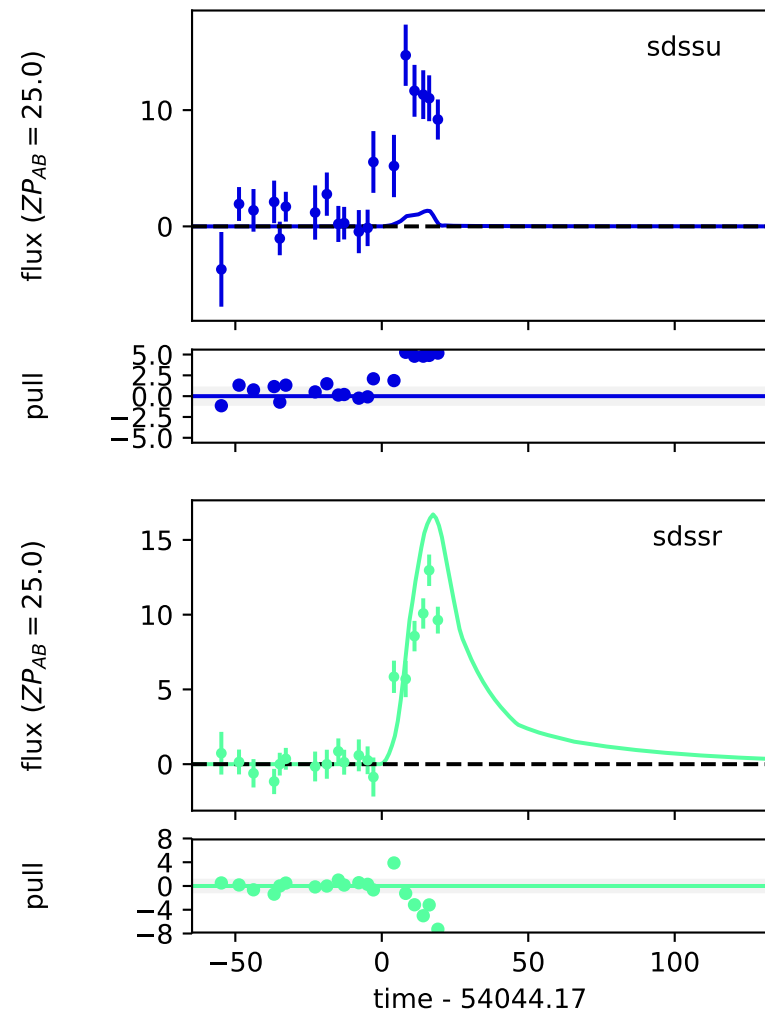 sdssu
flux ($ZP_{AB}$ = 25.0)
10
0
pull
5.0
2.5
0.0
−2.5
−5.0
sdssr
flux ($ZP_{AB}$ = 25.0)
15
10
5
0
pull
8
4
0
−4
−8
−50 0 50 100
time - 54044.17